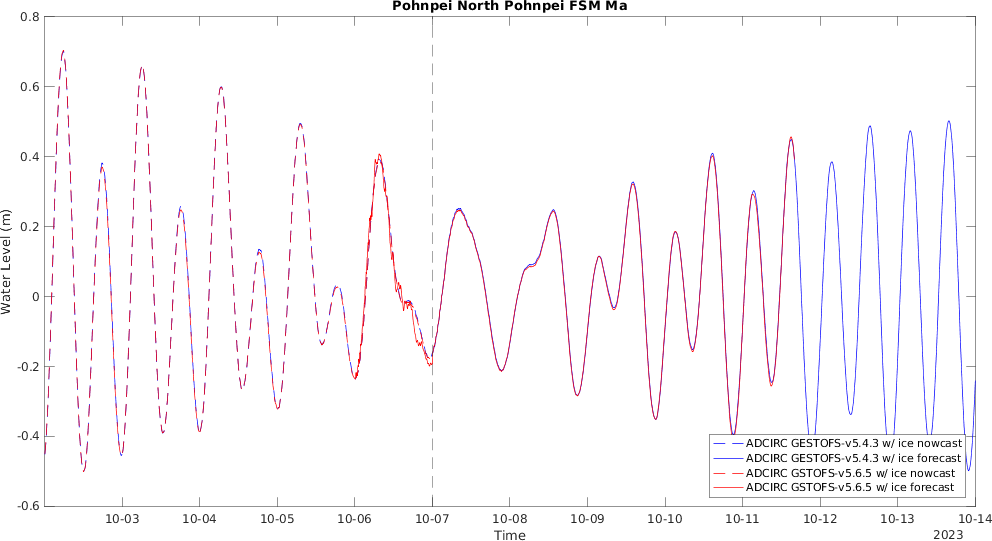 Pohnpei North Pohnpei FSM Ma
Water Level (m)
0.8
0.6
0.4
0.2
0
-0.2
-0.4
-0.6
ADCIRC GESTOFS-v5.4.3 w/ ice nowcast
ADCIRC GESTOFS-v5.4.3 w/ ice forecast
ADCIRC GSTOFS-v5.6.5 w/ ice nowcast
ADCIRC GSTOFS-v5.6.5 w/ ice forecast
10-03 10-04 10-05 10-06 10-07 10-08 10-09 10-10 10-11 10-12 10-13 10-14
Time
2023